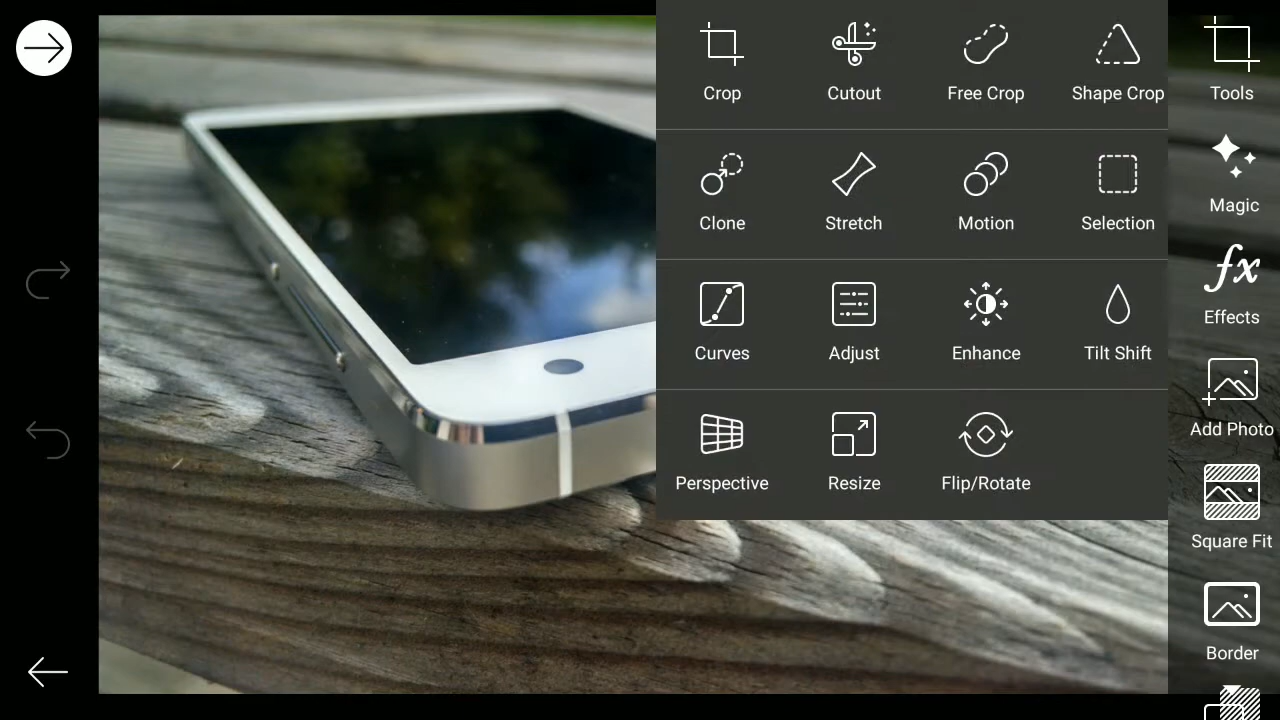 Crop
Cutout
Free Crop
Shape Crop
Clone
Stretch
Motion
Selection
Curves
Adjust
Enhance
Tilt Shift
Perspective
Resize
Flip/Rotate
Tools
Magic
fx
Effects
Add Photo
Square Fit
Border